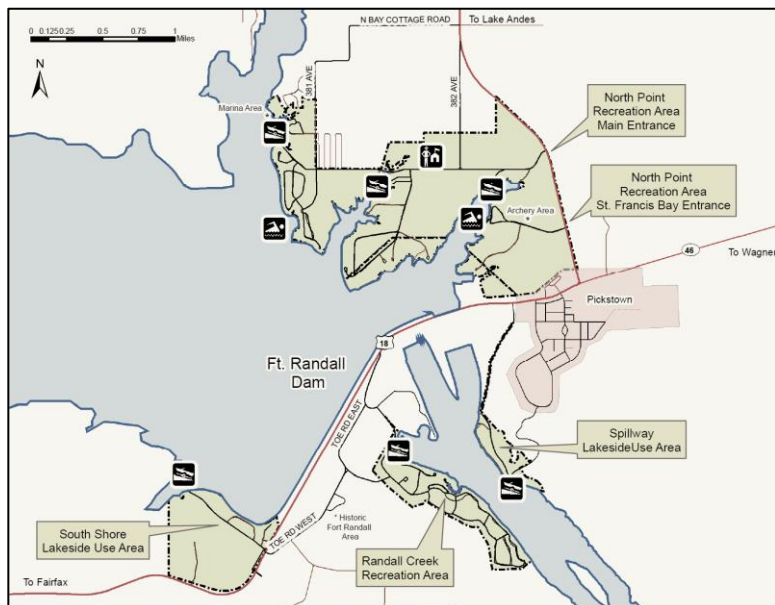 0 0.125 0.25 0.5 0.75 1
Miles
N
N BAY COTTAGE ROAD
To Lake Andes
381 AVE
382 AVE
Marina Area
North Point
Recreation Area
Main Entrance
North Point
Recreation Area
St. Francis Bay Entrance
Archery Area
46
To Wagner
Pickstown
18
Ft. Randall
Dam
TOE RD EAST
Spillway
LakesideUse Area
TOE RD WEST
* Historic
Fort Randall
Area
South Shore
Lakeside Use Area
Randall Creek
Recreation Area
To Fairfax